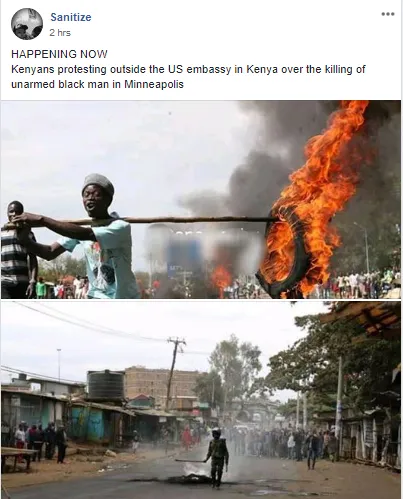 Sanitize
2 hrs
HAPPENING NOW
Kenyans protesting outside the US embassy in Kenya over the killing of
unarmed black man in Minneapolis